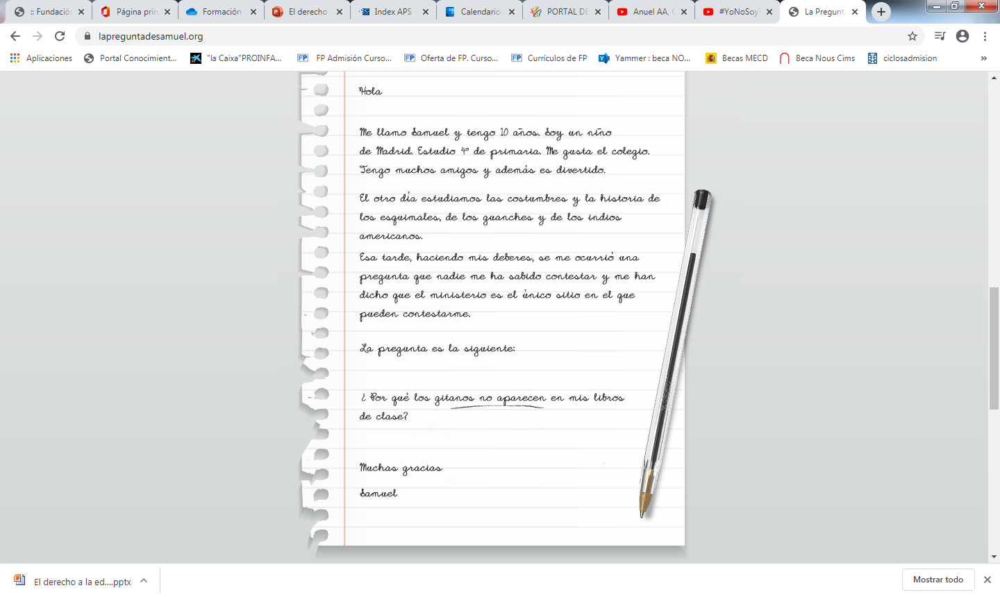 :: Fundació
Página prin
Formación
El derecho
Index APS -
Calendario
PORTAL DE
Anuel AA,
#YoNoSoy
La Pregunt
lapreguntadesamuel.org
Aplicaciones
Portal Conocimient...
"la Caixa"PROINFA...
FP Admisión Curso...
Oferta de FP. Curso...
Currículos de FP
Yammer : beca NO...
Becas MECD
Beca Nous Cims
ciclosadmision
»
Hola
Me llamo Samuel y tengo 10 años. Soy un niño
de Madrid. Estudio 4º de primaria. Me gusta el colegio.
Tengo muchos amigos y además es divertido.
El otro día estudiamos las costumbres y la historia de
los esquimales, de los guanches y de los indios
americanos.
Esa tarde, haciendo mis deberes, se me ocurrió una
pregunta que nadie me ha sabido contestar y me han
dicho que el ministerio es el único sitio en el que
pueden contestarme.
La pregunta es la siguiente:
¿Por qué los gitanos no aparecen en mis libros
de clase?
Muchas gracias
Samuel
El derecho a la ed....pptx
Mostrar todo